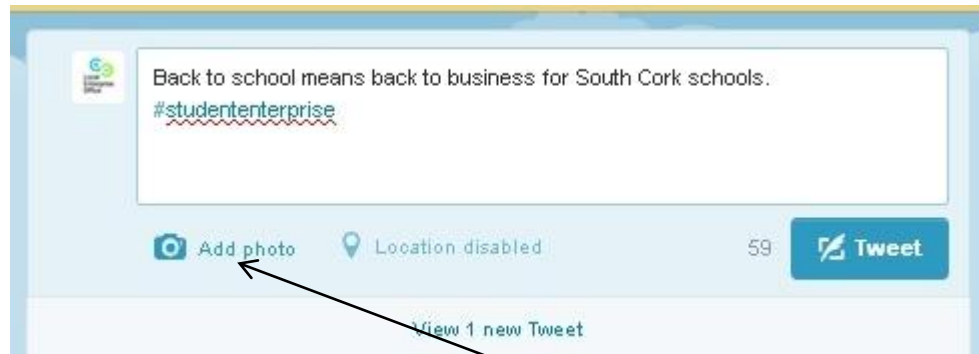 Back to school means back to business for South Cork schools.
#studententerprise
Add photo
Location disabled
59
Tweet
View 1 new Tweet